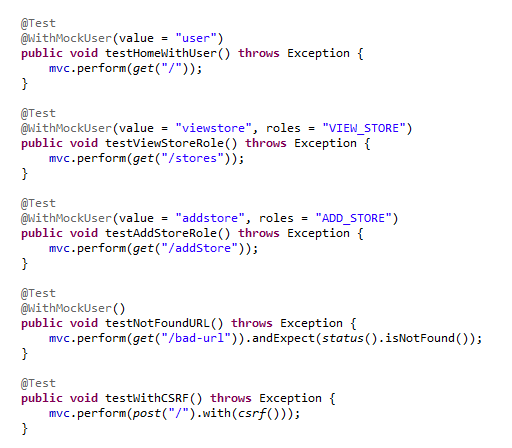 @Test
@WithMockUser(value = "user")
public void testHomeWithUser() throws Exception {
    mvc.perform(get("/"));
}

@Test
@WithMockUser(value = "viewstore", roles = "VIEW_STORE")
public void testViewStoreRole() throws Exception {
    mvc.perform(get("/stores"));
}

@Test
@WithMockUser(value = "addstore", roles = "ADD_STORE")
public void testAddStoreRole() throws Exception {
    mvc.perform(get("/addStore"));
}

@Test
@WithMockUser()
public void testNotFoundURL() throws Exception {
    mvc.perform(get("/bad-url")).andExpect(status().isNotFound());
}

@Test
public void testWithCSRF() throws Exception {
    mvc.perform(post("/").with(csrf()));
}